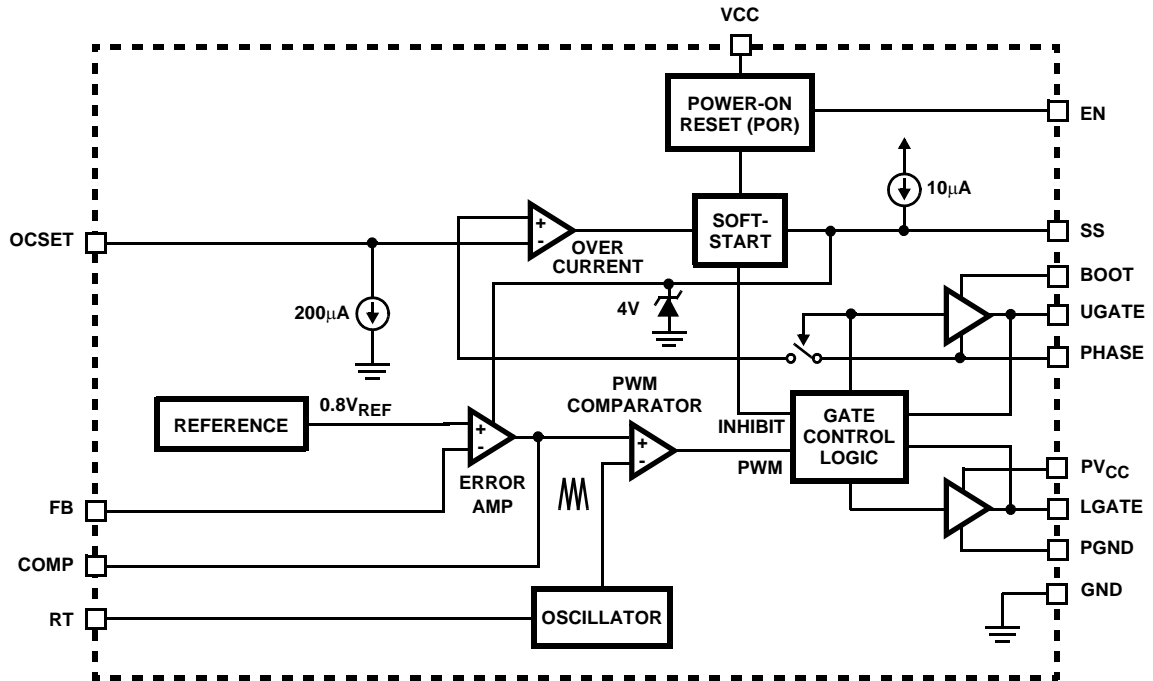 VCC
POWER-ON
RESET (POR)
EN
10µA
SOFT-
START
SS
OCSET
+
-
OVER
CURRENT
BOOT
4V
200µA
UGATE
PHASE
PWM
COMPARATOR
0.8VREF
REFERENCE
+
-
+
-
INHIBIT
GATE
CONTROL
LOGIC
PWM
PVCC
ERROR
AMP
FB
LGATE
PGND
COMP
GND
RT
OSCILLATOR